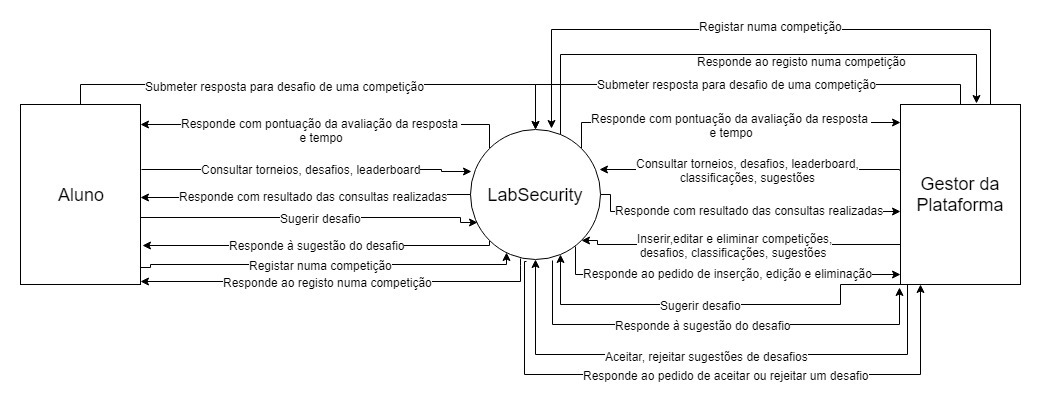 Registar numa competição
Responde ao registo numa competição
Submeter resposta para desafio de uma competição
Submeter resposta para desafio de uma competição
Responde com pontuação da avaliação da resposta
e tempo
Responde com pontuação da avaliação da resposta
e tempo
Consultar torneios, desafios, leaderboard
Consultar torneios, desafios, leaderboard,
classificações, sugestões
Aluno
LabSecurity
Gestor da
Plataforma
Responde com resultado das consultas realizadas
Responde com resultado das consultas realizadas
Sugerir desafio
Responde à sugestão do desafio
Inserir,editar e eliminar competições,
desafios, classificações, sugestões
Registar numa competição
Responde ao pedido de inserção, edição e eliminação
Responde ao registo numa competição
Sugerir desafio
Responde à sugestão do desafio
Aceitar, rejeitar sugestões de desafios
Responde ao pedido de aceitar ou rejeitar um desafio